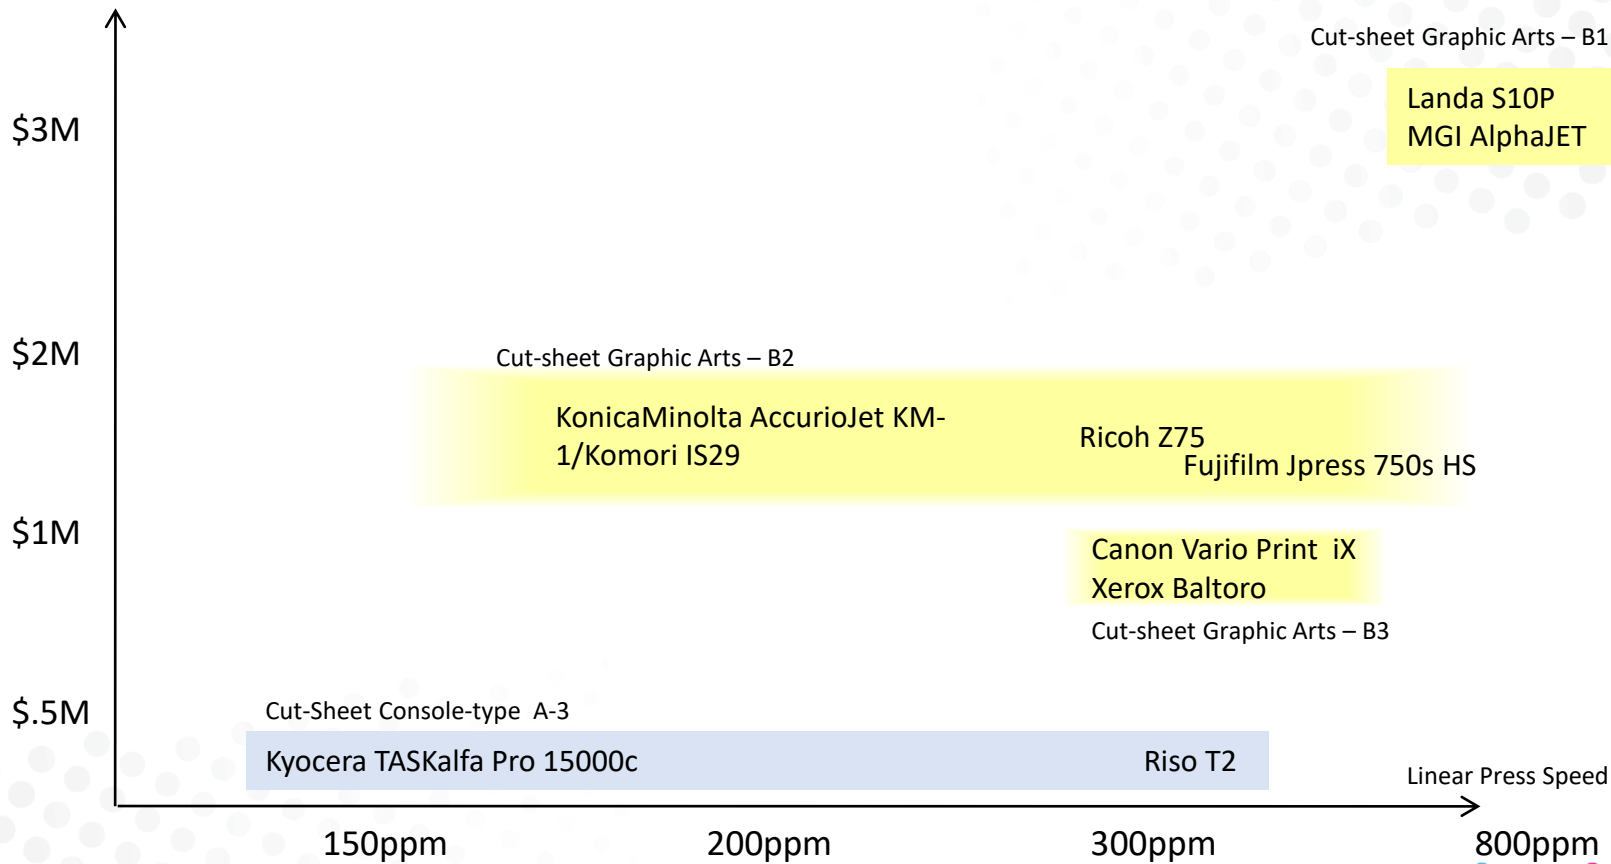 Cut-sheet Graphic Arts – B1
Landa S10P
MGI AlphaJET
$3M
$2M
Cut-sheet Graphic Arts – B2
KonicaMinolta AccurioJet KM-
1/Komori IS29
Ricoh Z75
Fujifilm Jpress 750s HS
$1M
Canon Vario Print iX
Xerox Baltoro
Cut-sheet Graphic Arts – B3
$.5M
Cut-Sheet Console-type A-3
Kyocera TASKalfa Pro 15000c
Riso T2
Linear Press Speed
150ppm
200ppm
300ppm
800ppm